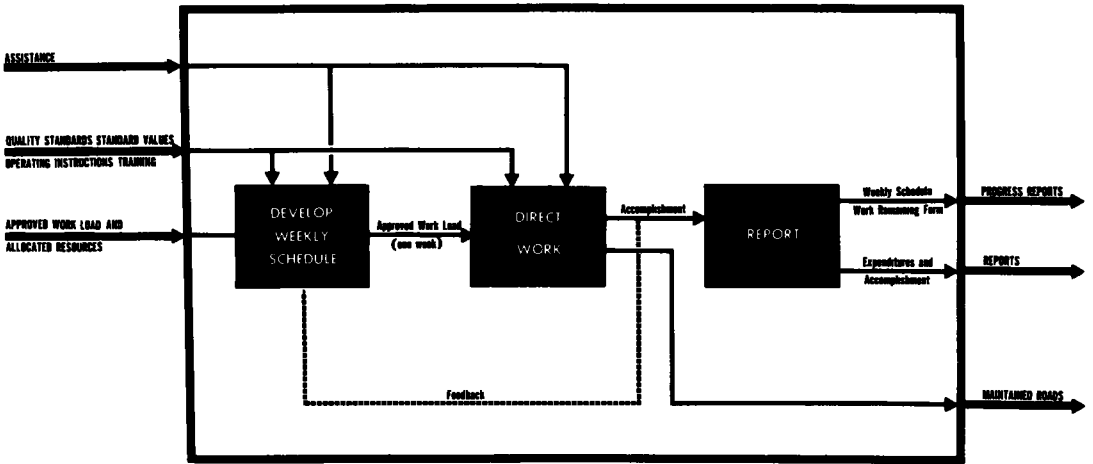 ASSISTANCE
QUALITY STANDARDS STANDARD VALUES
OPERATING INSTRUCTIONS TRAINING
APPROVED WORK LOAD AND
ALLOCATED RESOURCES
DEVELOP
WEEKLY
SCHEDULE
Approved Work Load
(one week)
DIRECT
WORK
Accomplishment
REPORT
Weekly Schedule
Work Remaining Form
PROGRESS REPORTS
Expenditures and
Accomplishment
REPORTS
Feedback
MAINTAINED ROADS